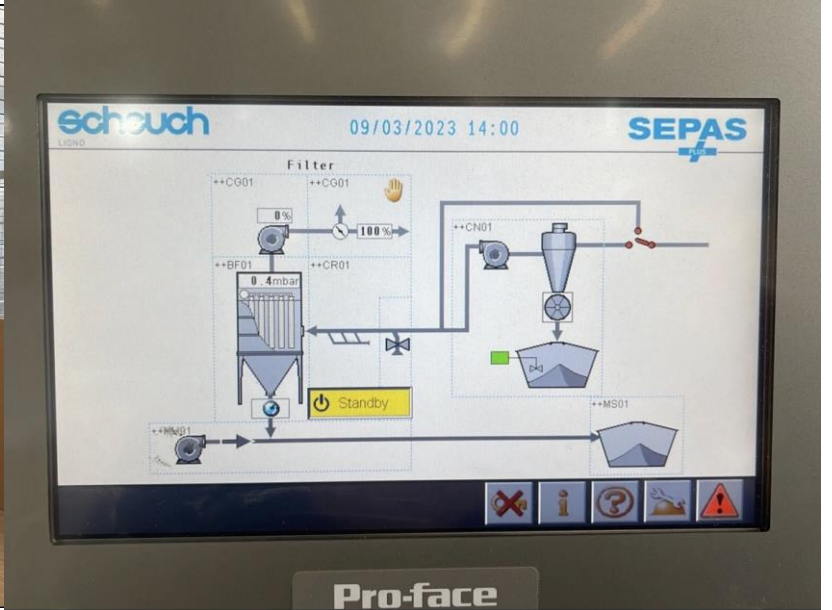 scheuch
LIGNO
09/03/2023 14:00
SEPAS
PLUS
Filter
++CG01
++CG01
0%
100%
++CN01
++BF01
++CR01
0.4mbar
Standby
++MS01
i
?
!
Pro-face